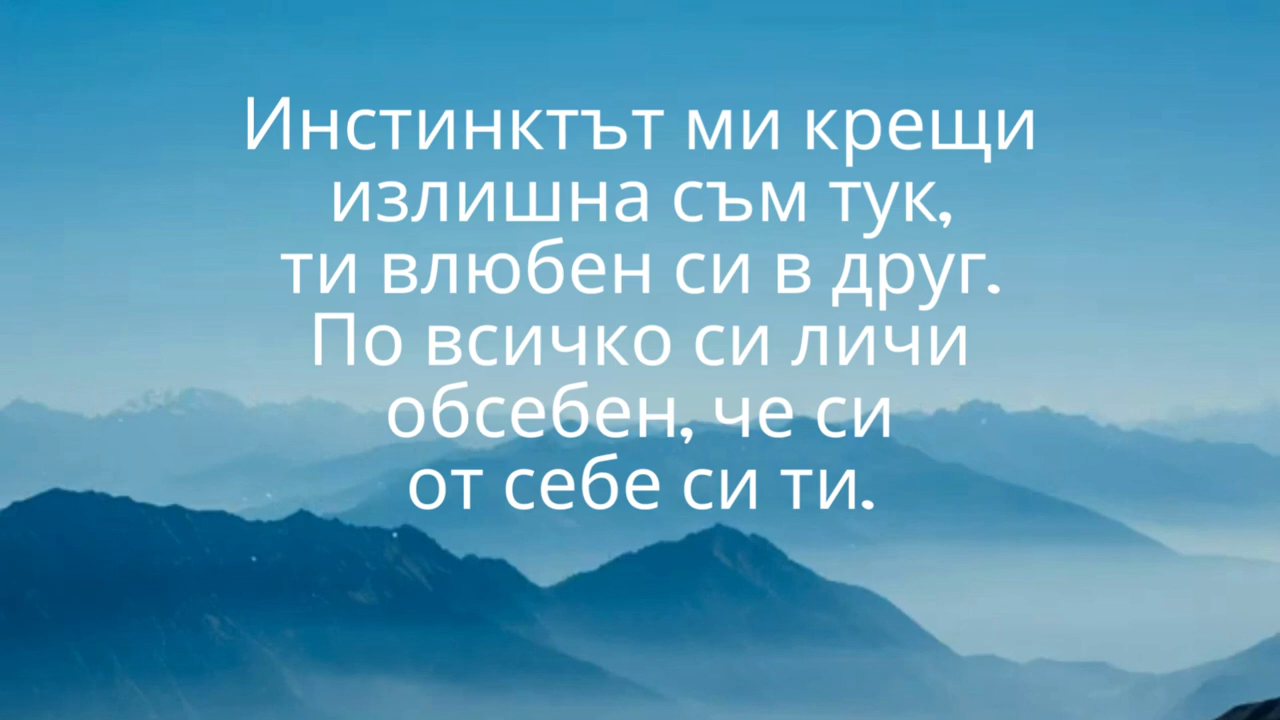 Инстинктът ми крещи
излишна съм тук,
ти влюбен си в друг.
По всичко си личи
обсебен, че си
от себе си ти.